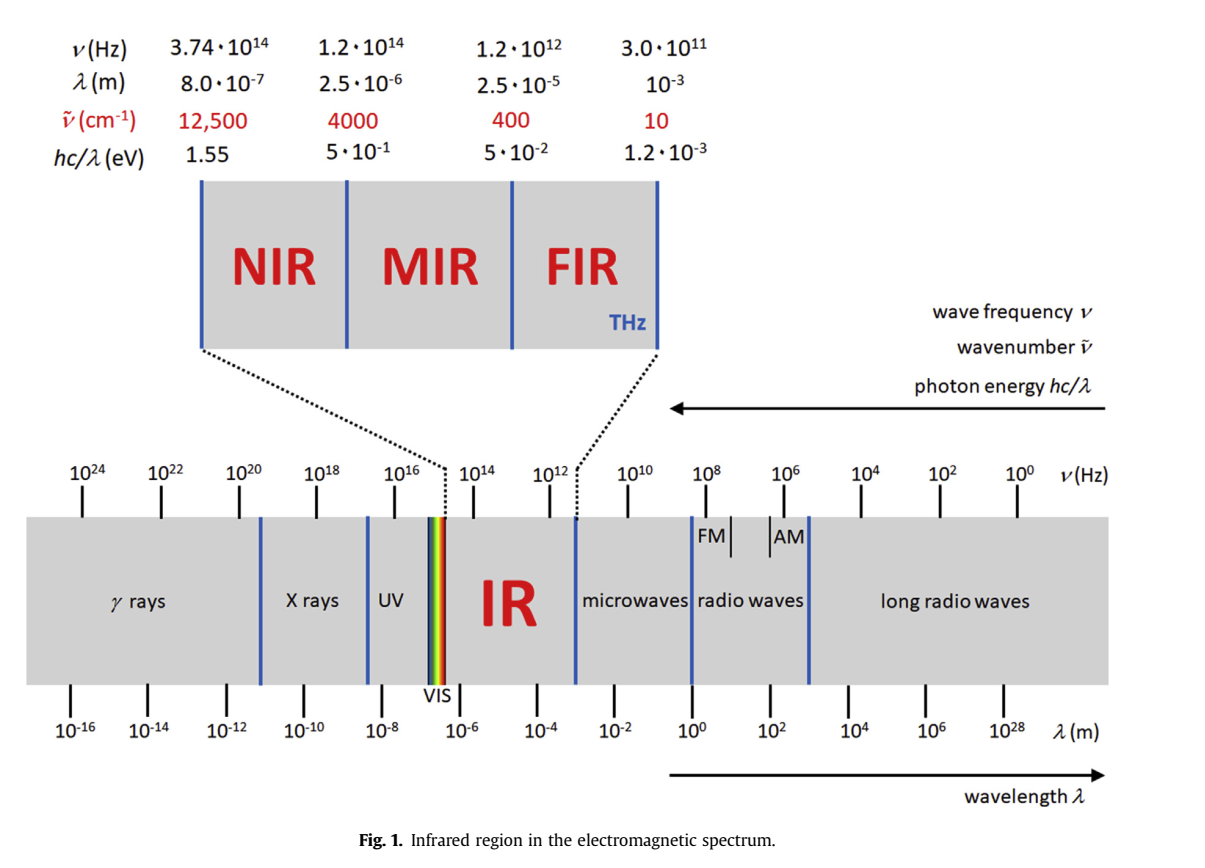 ν (Hz) 3.74·10¹⁴ 1.2·10¹⁴ 1.2·10¹² 3.0·10¹¹
λ (m) 8.0·10⁻⁷ 2.5·10⁻⁶ 2.5·10⁻⁵ 10⁻³
ṽ (cm⁻¹) 12,500 4000 400 10
hc/λ (eV) 1.55 5·10⁻¹ 5·10⁻² 1.2·10⁻³
NIR MIR FIR
THz
wave frequency ν
wavenumber ṽ
photon energy hc/λ
10²⁴ 10²² 10²⁰ 10¹⁸ 10¹⁶ 10¹⁴ 10¹² 10¹⁰ 10⁸ 10⁶ 10⁴ 10² 10⁰ ν (Hz)
FM AM
γ rays X rays UV IR microwaves radio waves long radio waves
VIS
10⁻¹⁶ 10⁻¹⁴ 10⁻¹² 10⁻¹⁰ 10⁻⁸ 10⁻⁶ 10⁻⁴ 10⁻² 10⁰ 10² 10⁴ 10⁶ 10²⁸ λ (m)
wavelength λ
Fig. 1. Infrared region in the electromagnetic spectrum.